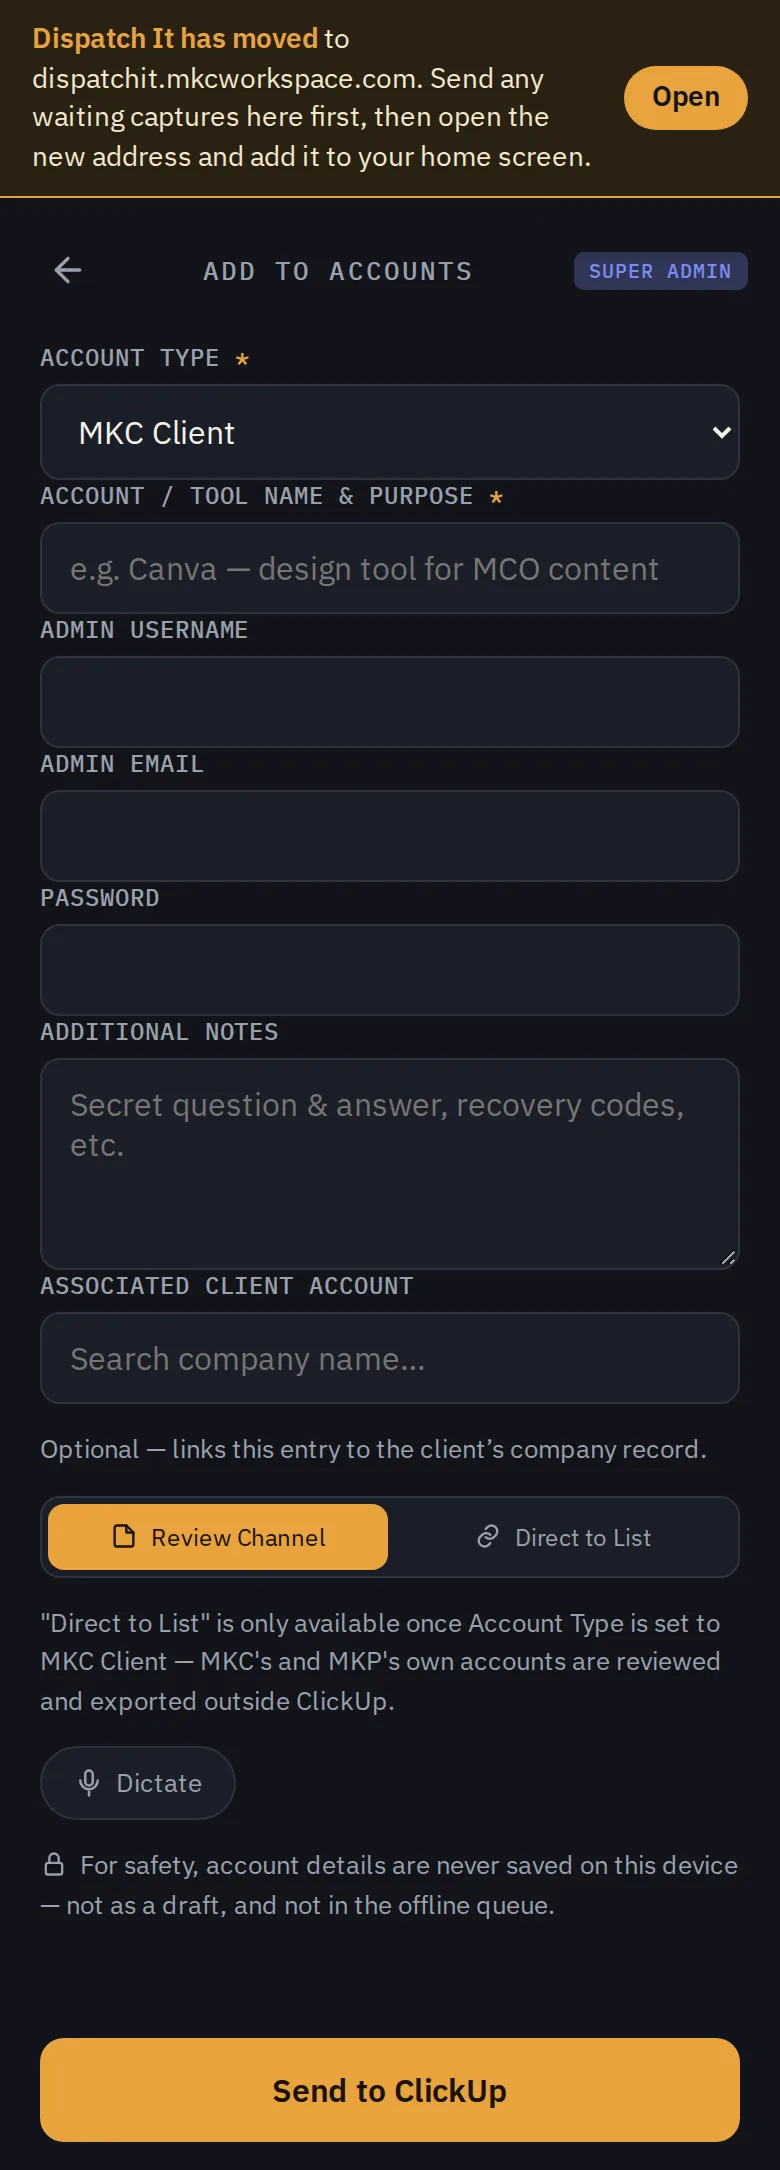 Dispatch It has moved to
dispatchit.mkcworkspace.com. Send any
waiting captures here first, then open the
new address and add it to your home screen.
Open
ADD TO ACCOUNTS
SUPER ADMIN
ACCOUNT TYPE *
MKC Client
ACCOUNT / TOOL NAME & PURPOSE *
e.g. Canva — design tool for MCO content
ADMIN USERNAME
ADMIN EMAIL
PASSWORD
ADDITIONAL NOTES
Secret question & answer, recovery codes,
etc.
ASSOCIATED CLIENT ACCOUNT
Search company name...
Optional — links this entry to the client’s company record.
Review Channel
Direct to List
"Direct to List" is only available once Account Type is set to
MKC Client — MKC's and MKP's own accounts are reviewed
and exported outside ClickUp.
Dictate
For safety, account details are never saved on this device
— not as a draft, and not in the offline queue.
Send to ClickUp